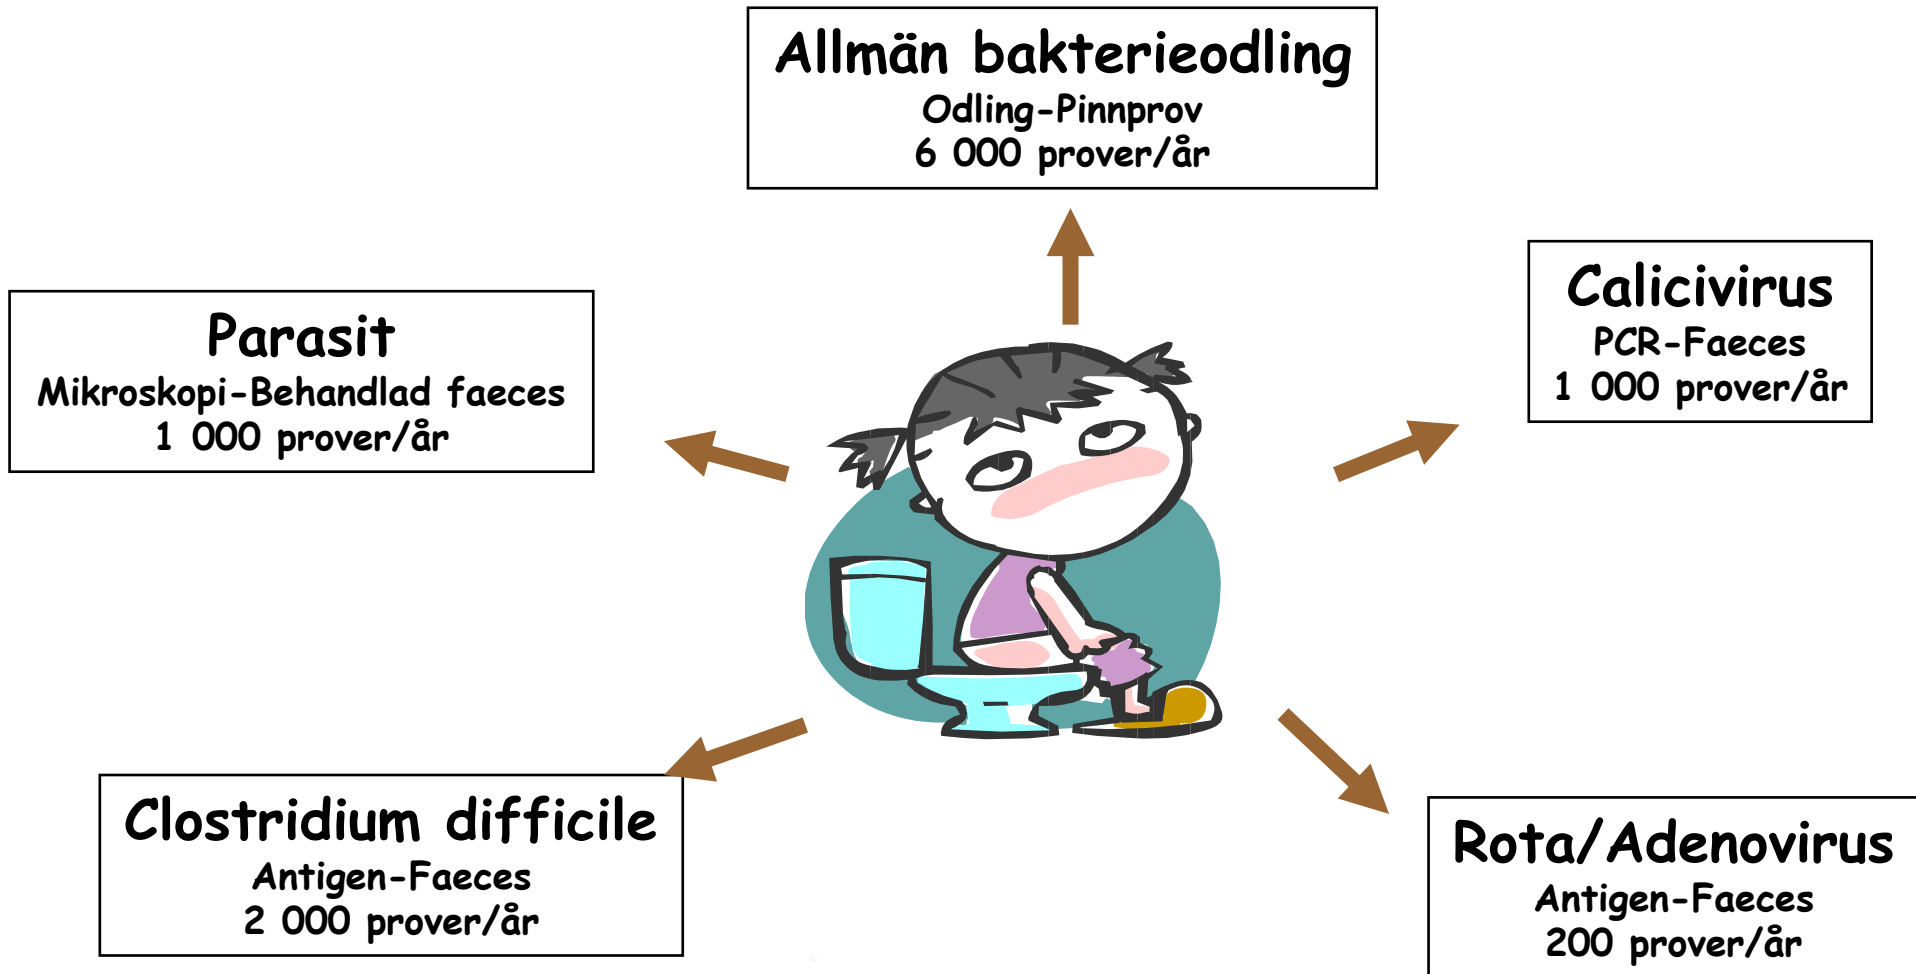 Allmän bakterieodling
Odling-Pinnprov
6 000 prover/år
Calicivirus
PCR-Faeces
1 000 prover/år
Parasit
Mikroskopi-Behandlad faeces
1 000 prover/år
Clostridium difficile
Antigen-Faeces
2 000 prover/år
Rota/Adenovirus
Antigen-Faeces
200 prover/år